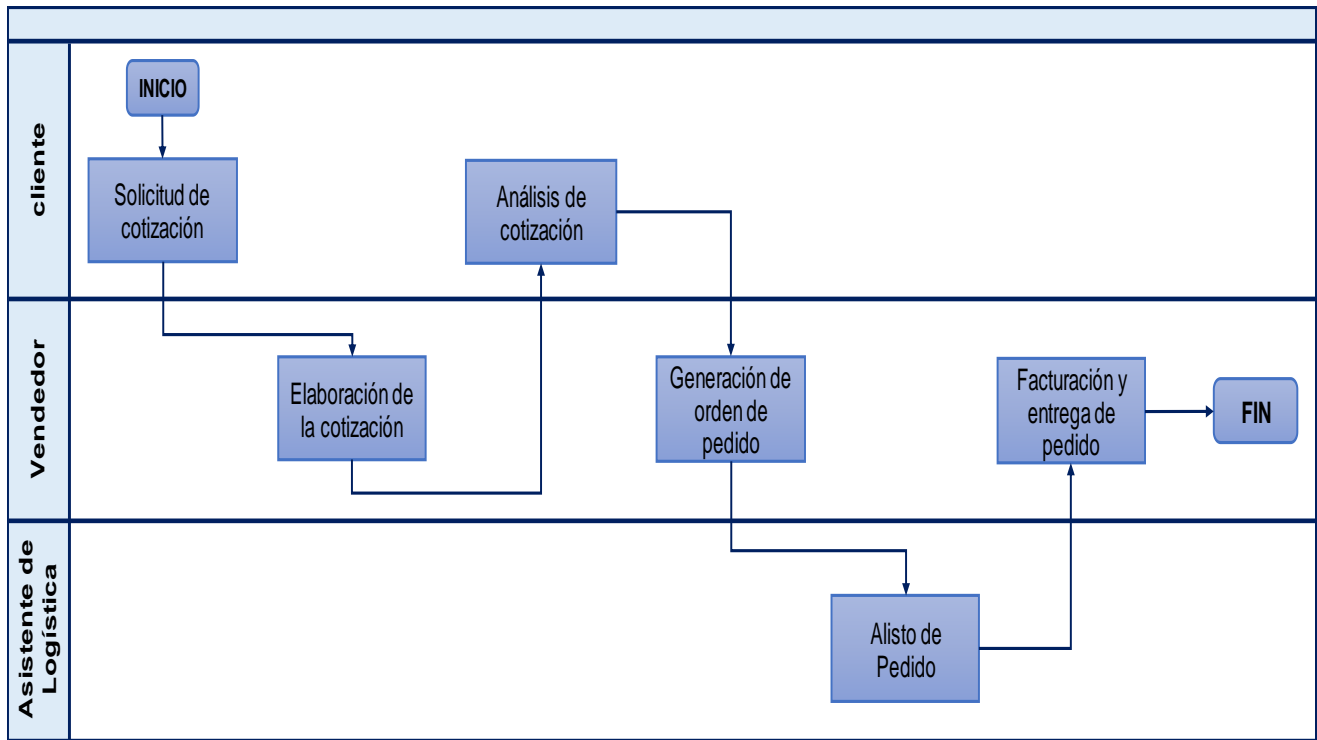 cliente
INICIO
Solicitud de
cotización
Análisis de
cotización
Vendedor
Elaboración de
la cotización
Generación de
orden de
pedido
Facturación y
entrega de
pedido
FIN
Asistente de
Logística
Alisto de
Pedido